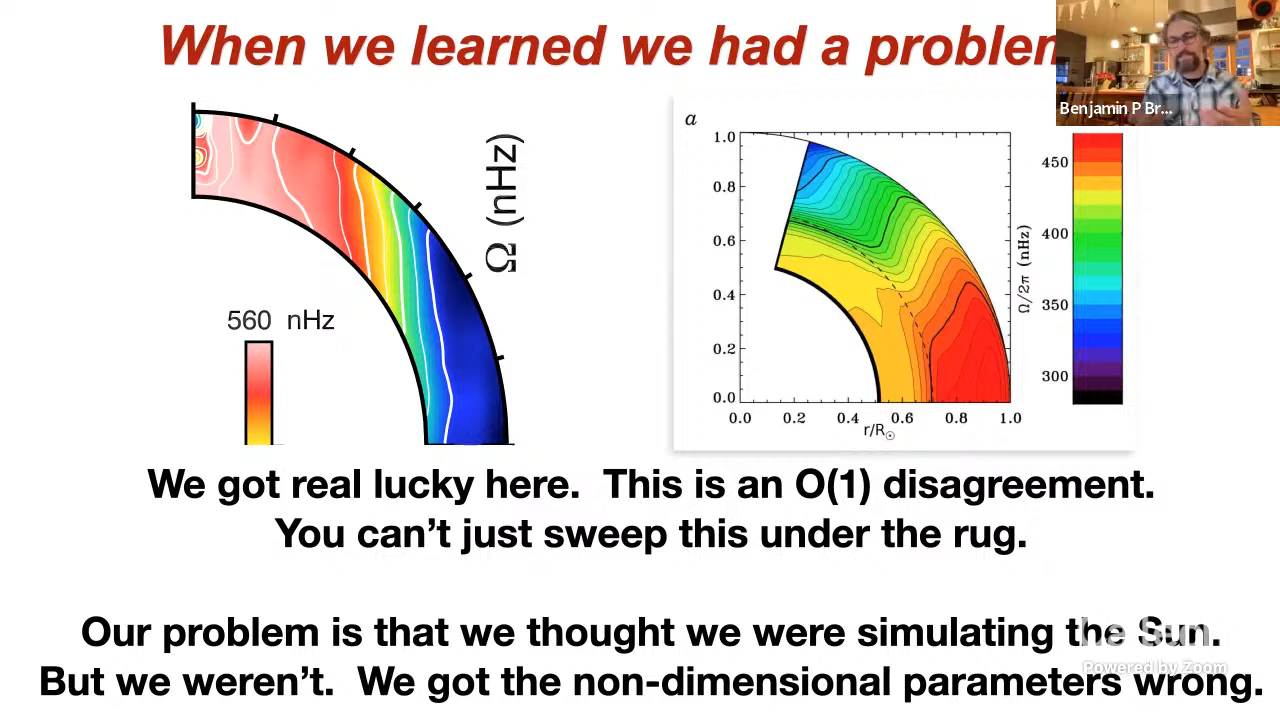 When we learned we had a problem
Benjamin P Br...
Ω (nHz)
560 nHz
a
1.0
0.8
0.6
0.4
0.2
0.0
0.0 0.2 0.4 0.6 0.8 1.0
r/R☉
Ω/2π (nHz)
450
400
350
300
We got real lucky here. This is an O(1) disagreement.
You can't just sweep this under the rug.
Our problem is that we thought we were simulating the Sun.
But we weren't. We got the non-dimensional parameters wrong.
Powered by Zoom